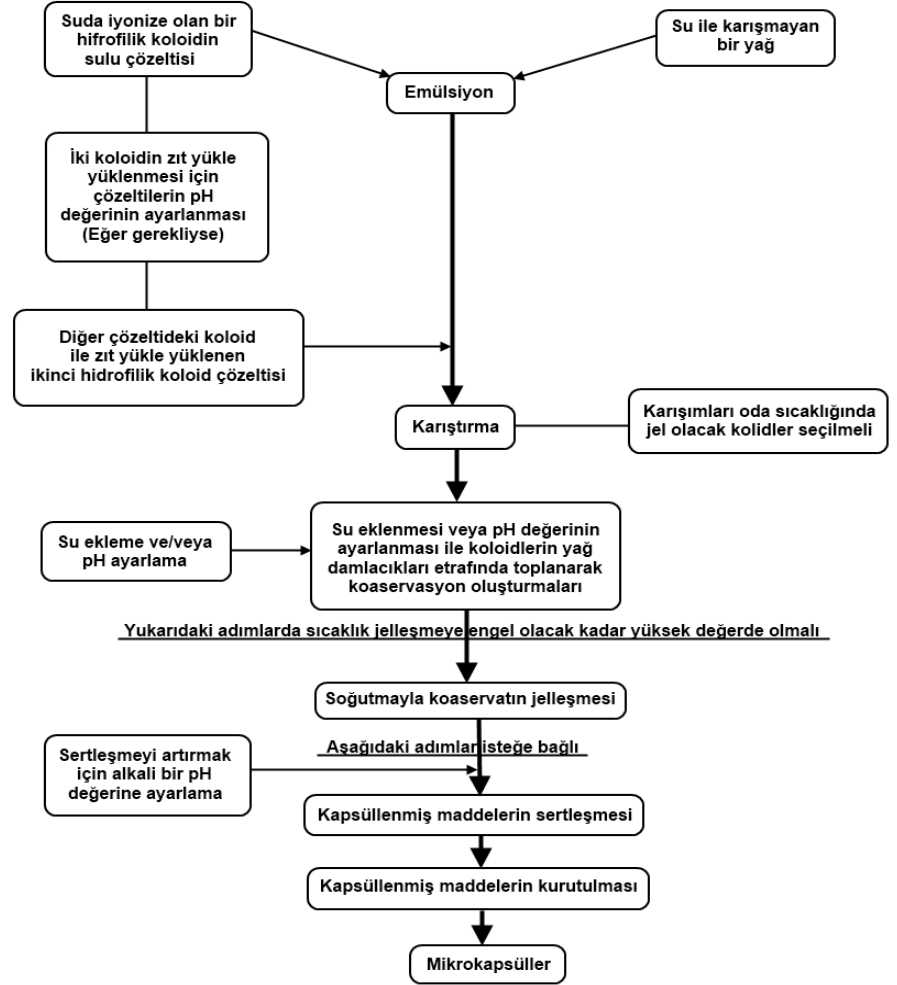 Suda iyonize olan bir
hifrofilik koloidin
sulu çözeltisi
Su ile karışmayan
bir yağ
Emülsiyon
İki koloidin zıt yükle
yüklenmesi için
çözeltilerin pH
değerinin ayarlanması
(Eğer gerekliyse)
Diğer çözeltideki koloid
ile zıt yükle yüklenen
ikinci hidrofilik koloid çözeltisi
Karıştırma
Karışımları oda sıcaklığında
jel olacak kolidler seçilmeli
Su ekleme ve/veya
pH ayarlama
Su eklenmesi veya pH değerinin
ayarlanması ile koloidlerin yağ
damlacıkları etrafında toplanarak
koaservasyon oluşturmaları
Yukarıdaki adımlarda sıcaklık jelleşmeye engel olacak kadar yüksek değerde olmalı
Soğutmayla koaservatın jelleşmesi
Aşağıdaki adımlar isteğe bağlı
Sertleşmeyi artırmak
için alkali bir pH
değerine ayarlama
Kapsüllenmiş maddelerin sertleşmesi
Kapsüllenmiş maddelerin kurutulması
Mikrokapsüller